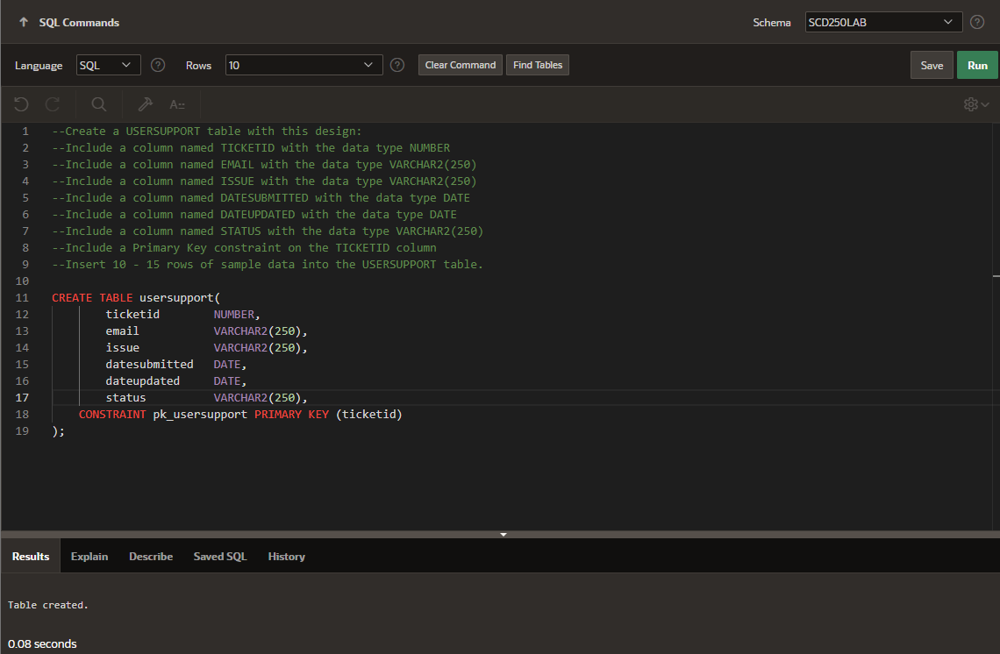 SQL Commands Schema SCD250LAB ?
Language SQL ? Rows 10 ? Clear Command Find Tables Save Run
A
1 --Create a USERSUPPORT table with this design:
2 --Include a column named TICKETID with the data type NUMBER
3 --Include a column named EMAIL with the data type VARCHAR2(250)
4 --Include a column named ISSUE with the data type VARCHAR2(250)
5 --Include a column named DATESUBMITTED with the data type DATE
6 --Include a column named DATEUPDATED with the data type DATE
7 --Include a column named STATUS with the data type VARCHAR2(250)
8 --Include a Primary Key constraint on the TICKETID column
9 --Insert 10 - 15 rows of sample data into the USERSUPPORT table.
10
11 CREATE TABLE usersupport(
12 ticketid NUMBER,
13 email VARCHAR2(250),
14 issue VARCHAR2(250),
15 datesubmitted DATE,
16 dateupdated DATE,
17 status VARCHAR2(250),
18 CONSTRAINT pk_usersupport PRIMARY KEY (ticketid)
19 );
Results Explain Describe Saved SQL History
Table created.
0.08 seconds